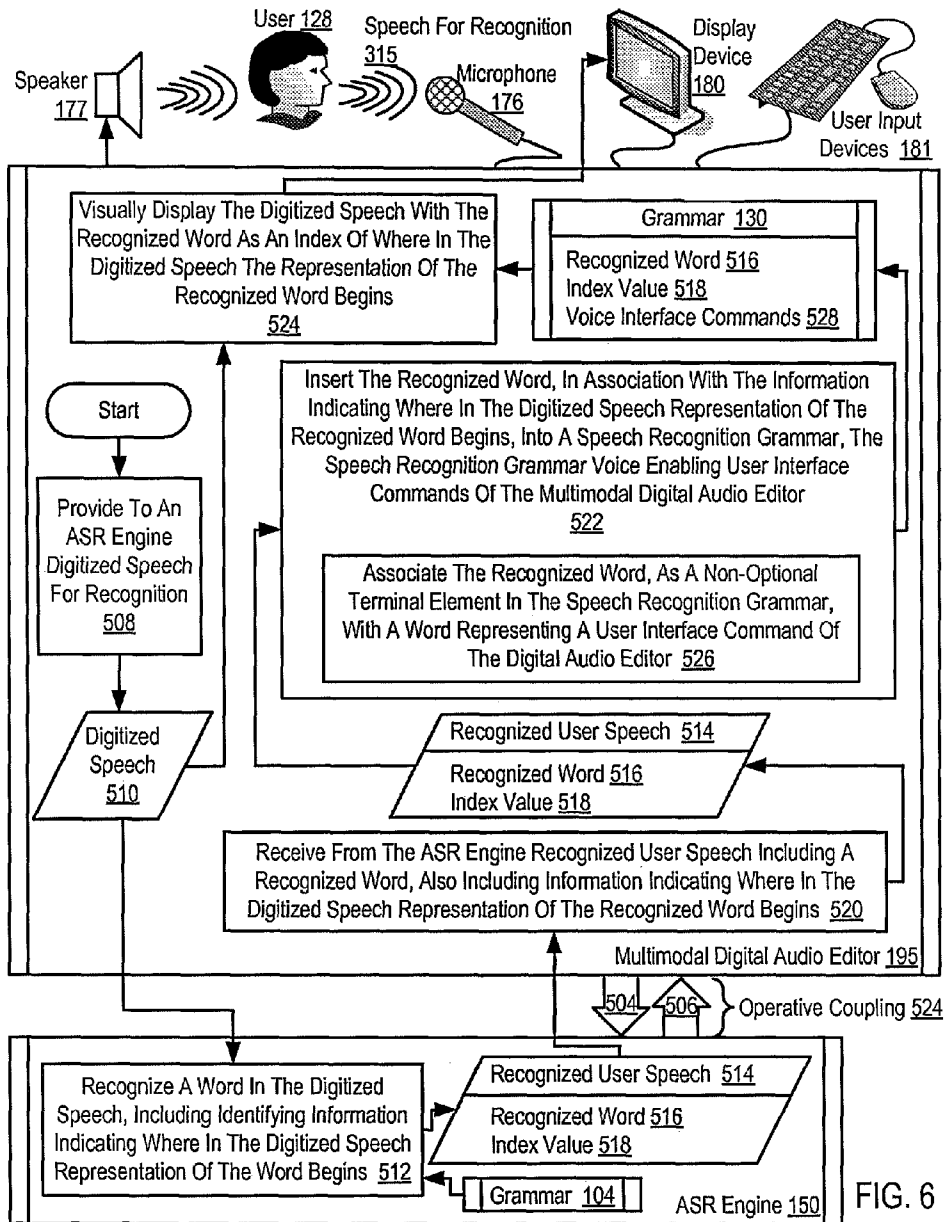 User 128
Speech For Recognition
315
Display
Device
180
Speaker
177
Microphone
176
User Input
Devices 181
Visually Display The Digitized Speech With The
Recognized Word As An Index Of Where In The
Digitized Speech The Representation Of The
Recognized Word Begins
524
Grammar 130
Recognized Word 516
Index Value 518
Voice Interface Commands 528
Start
Provide To An
ASR Engine
Digitized Speech
For Recognition
508
Insert The Recognized Word, In Association With The Information
Indicating Where In The Digitized Speech Representation Of The
Recognized Word Begins, Into A Speech Recognition Grammar, The
Speech Recognition Grammar Voice Enabling User Interface
Commands Of The Multimodal Digital Audio Editor
522
Associate The Recognized Word, As A Non-Optional
Terminal Element In The Speech Recognition Grammar,
With A Word Representing A User Interface Command Of
The Digital Audio Editor 526
Digitized
Speech
510
Recognized User Speech 514
Recognized Word 516
Index Value 518
Receive From The ASR Engine Recognized User Speech Including A
Recognized Word, Also Including Information Indicating Where In The
Digitized Speech Representation Of The Recognized Word Begins 520
Multimodal Digital Audio Editor 195
504
506
Operative Coupling 524
Recognize A Word In The Digitized
Speech, Including Identifying Information
Indicating Where In The Digitized Speech
Representation Of The Word Begins 512
Recognized User Speech 514
Recognized Word 516
Index Value 518
Grammar 104
ASR Engine 150
FIG. 6